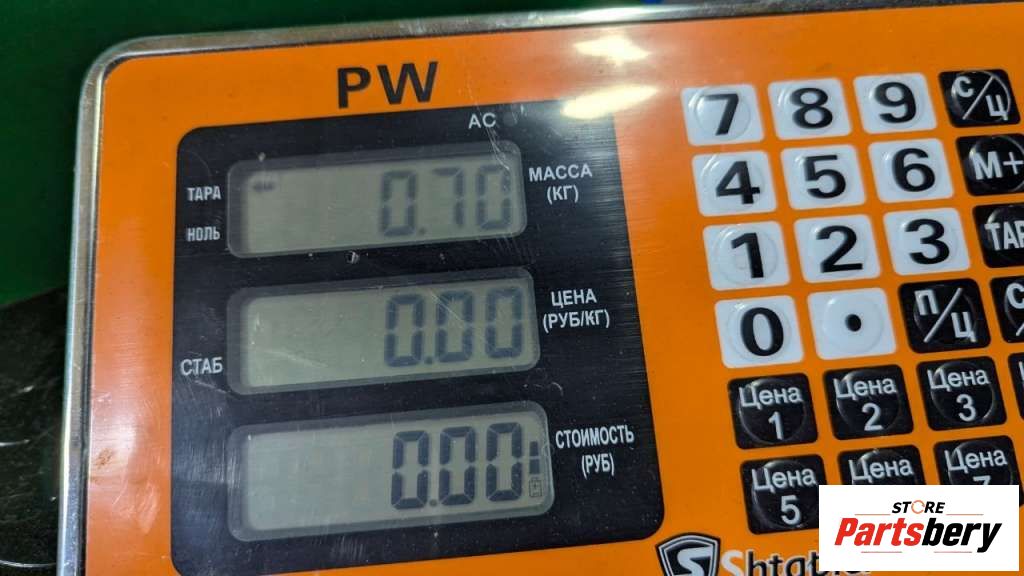 PW
AC
7 8 9 С/Ц
ТАРА 0.70 МАССА (КГ)
4 5 6 М+
НОЛЬ
1 2 3
0.00 ЦЕНА (РУБ/КГ)
0 . П/Ц
СТАБ
Цена 1 Цена 2 Цена 3
0.00 СТОИМОСТЬ (РУБ)
Цена 5 Цена Цена
STORE
Partsbery